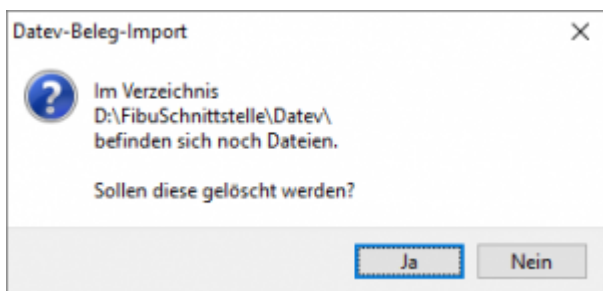 Datev-Beleg-Import
Im Verzeichnis
D:\FibuSchnittstelle\Datev\
befinden sich noch Dateien.
Sollen diese gelöscht werden?
Ja
Nein